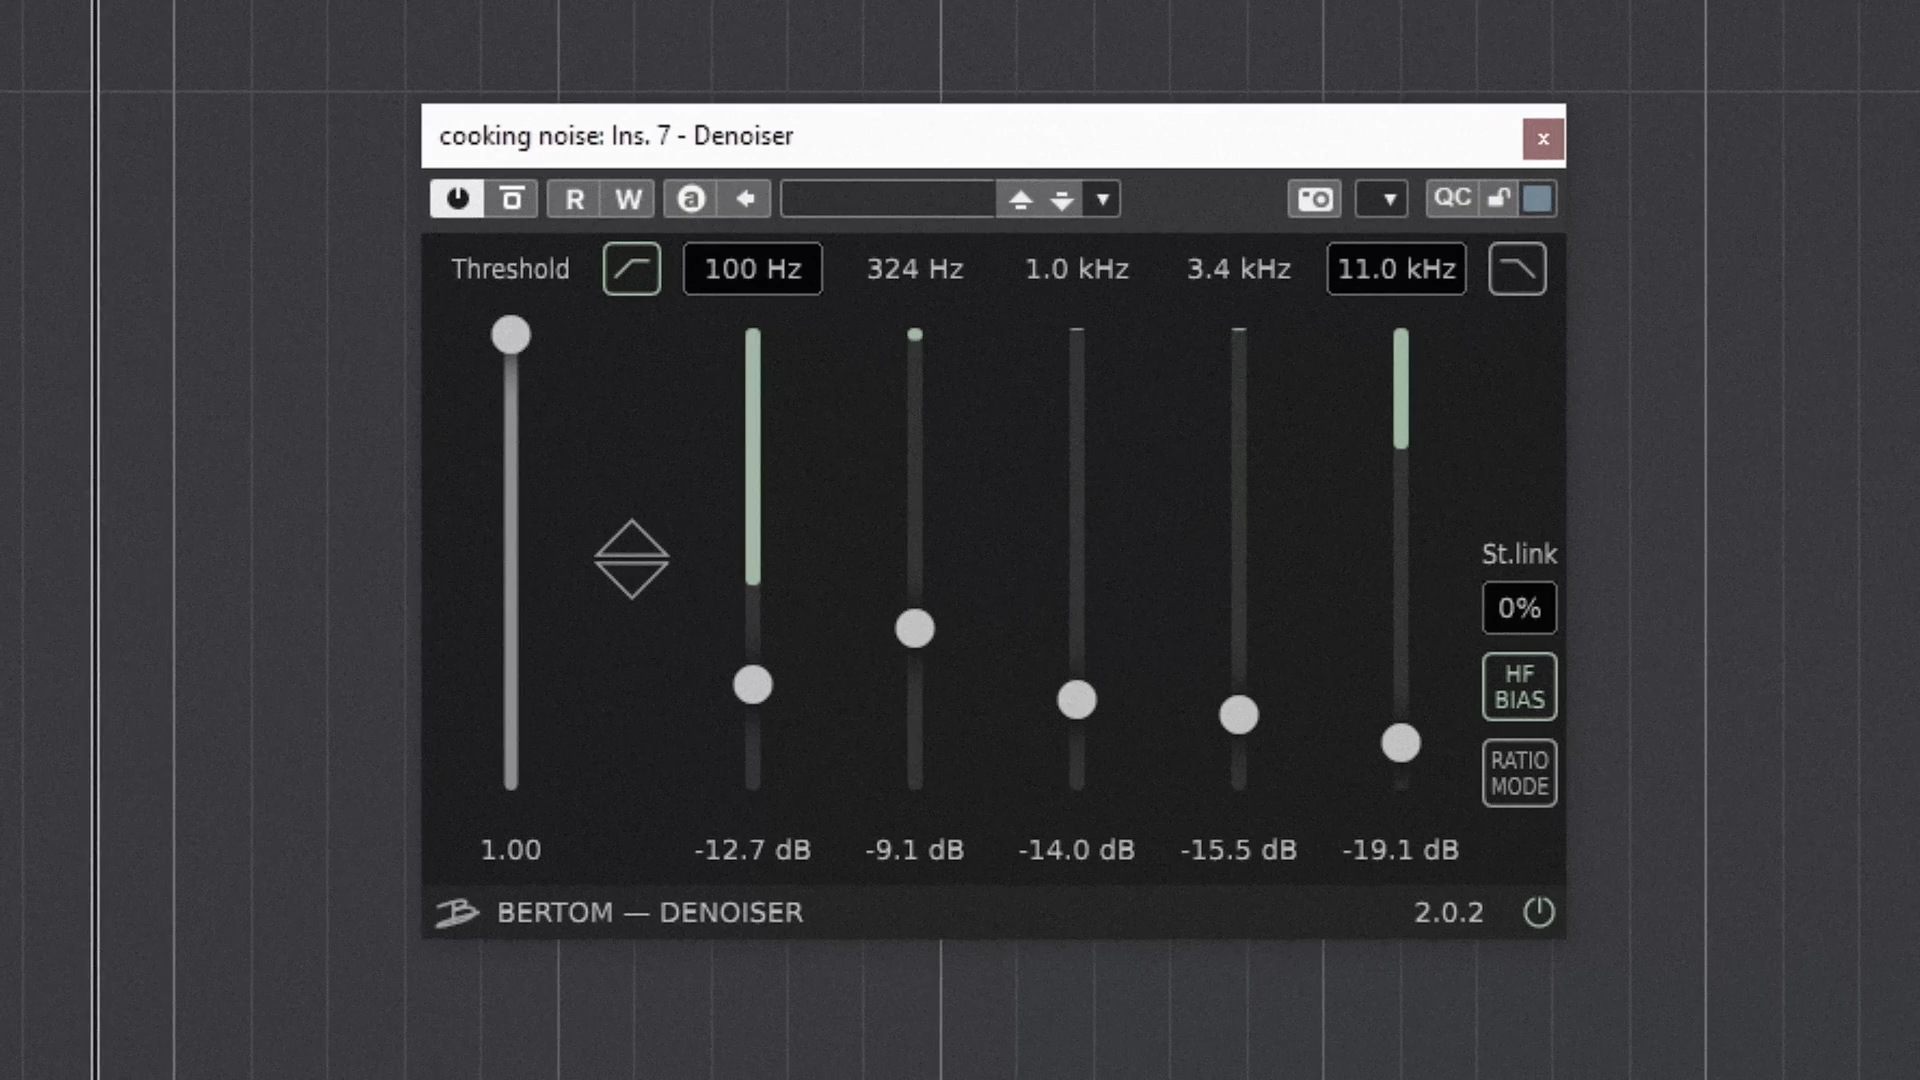 cooking noise: Ins. 7 - Denoiser
x
R W a QC
Threshold 100 Hz 324 Hz 1.0 kHz 3.4 kHz 11.0 kHz
St.link
0%
HF
BIAS
RATIO
MODE
1.00 -12.7 dB -9.1 dB -14.0 dB -15.5 dB -19.1 dB
BERTOM — DENOISER 2.0.2